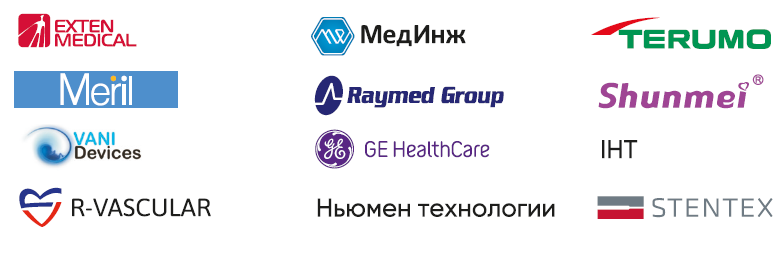 EXTEN
MEDICAL
МедИнж
TERUMO
Meril
Raymed Group
Shunmei®
VANI
Devices
GE HealthCare
IHT
R-VASCULAR
Ньюмен технологии
STENTEX